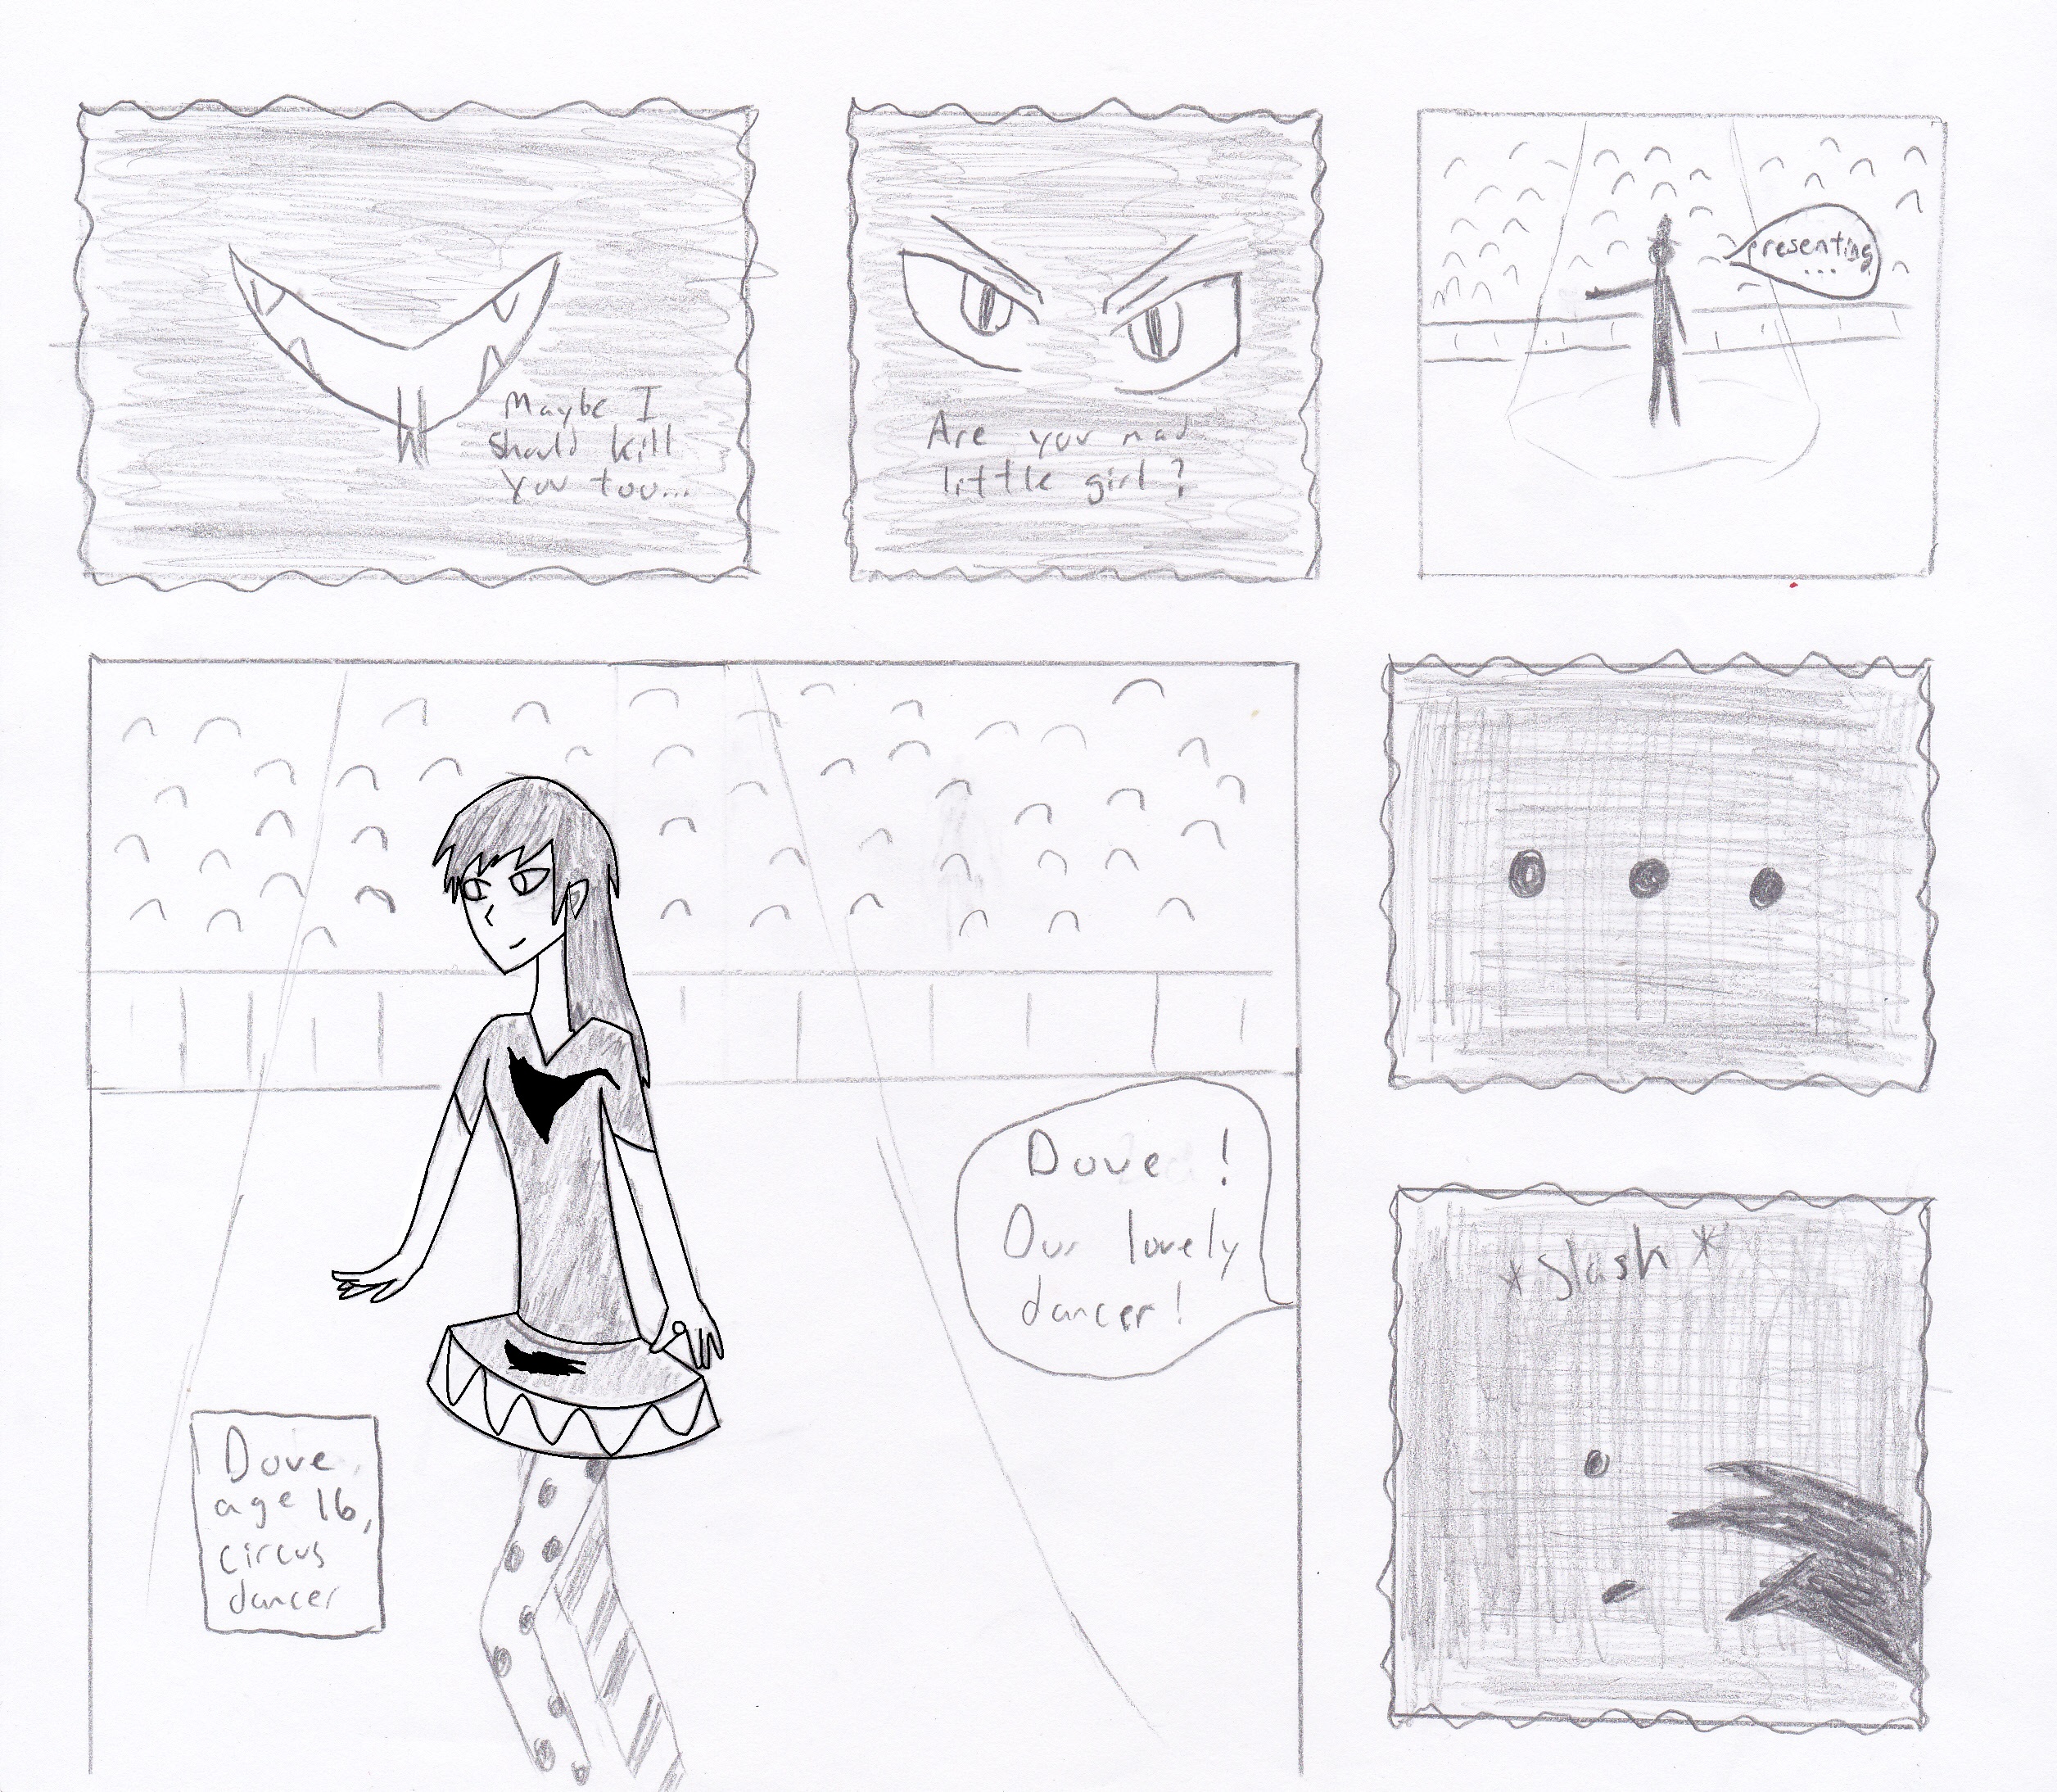 Maybe I
should kill
you too...
Are you mad
little girl?
Presenting
...
Dove!
Our lovely
dancer!
Dove,
age 16,
circus
dancer
*slash*